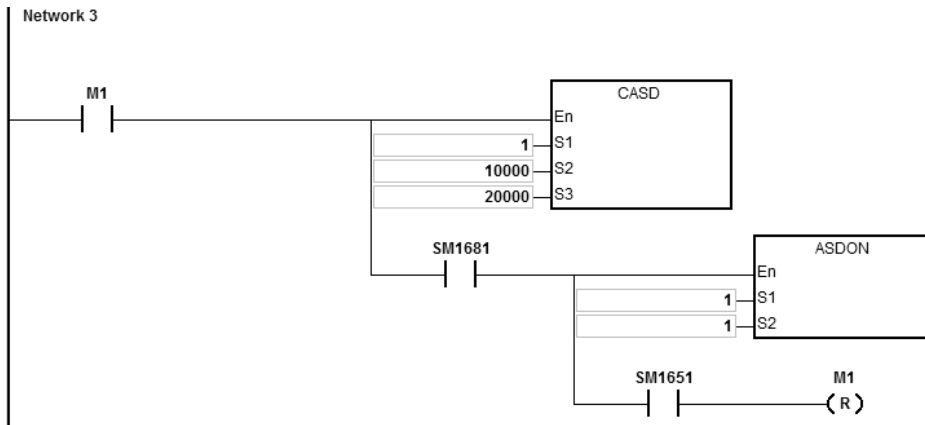 Network 3
M1
CASD
En
1 S1
10000 S2
20000 S3
SM1681
ASDON
En
1 S1
1 S2
SM1651 M1
R